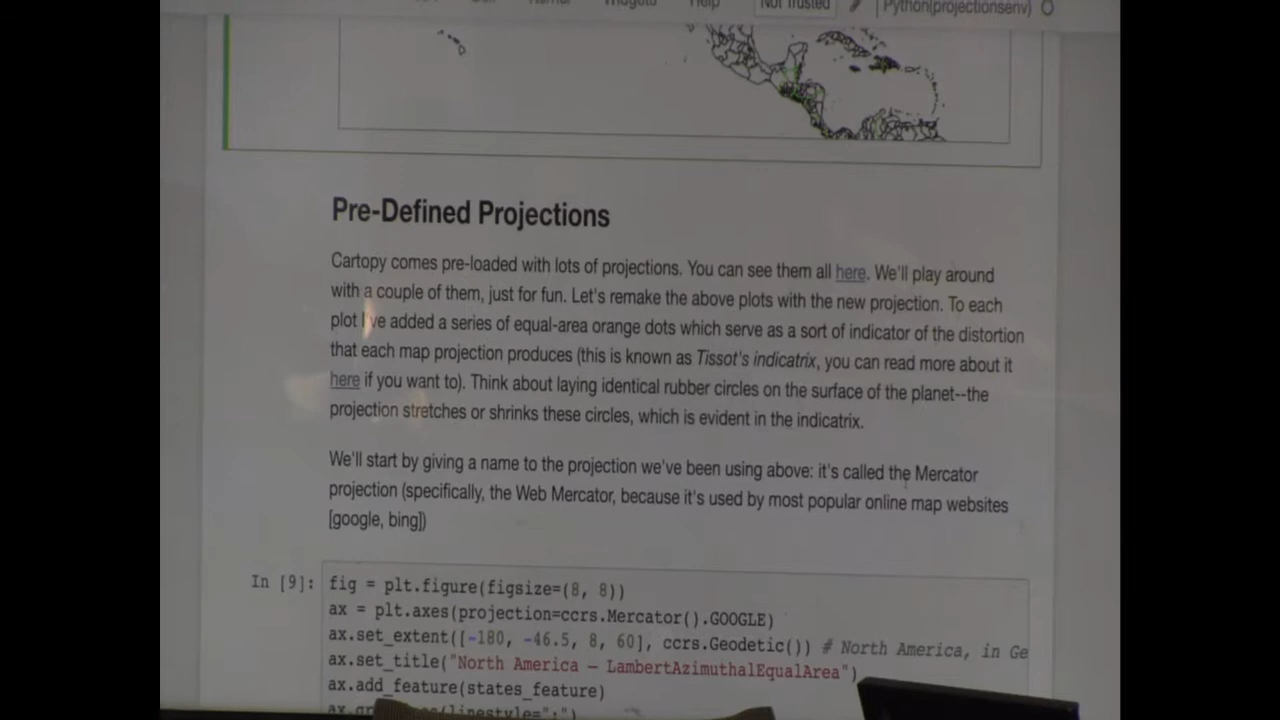 Widgets Help Not Trusted Python(projectionsenv)
Pre-Defined Projections
Cartopy comes pre-loaded with lots of projections. You can see them all here. We'll play around
with a couple of them, just for fun. Let's remake the above plots with the new projection. To each
plot I've added a series of equal-area orange dots which serve as a sort of indicator of the distortion
that each map projection produces (this is known as Tissot's indicatrix, you can read more about it
here if you want to). Think about laying identical rubber circles on the surface of the planet--the
projection stretches or shrinks these circles, which is evident in the indicatrix.
We'll start by giving a name to the projection we've been using above: it's called the Mercator
projection (specifically, the Web Mercator, because it's used by most popular online map websites
[google, bing])
In [9]: fig = plt.figure(figsize=(8, 8))
ax = plt.axes(projection=ccrs.Mercator().GOOGLE)
ax.set_extent([-180, -46.5, 8, 60], ccrs.Geodetic()) # North America, in Ge
ax.set_title("North America — LambertAzimuthalEqualArea")
ax.add_feature(states_feature)
(linestyle=":")